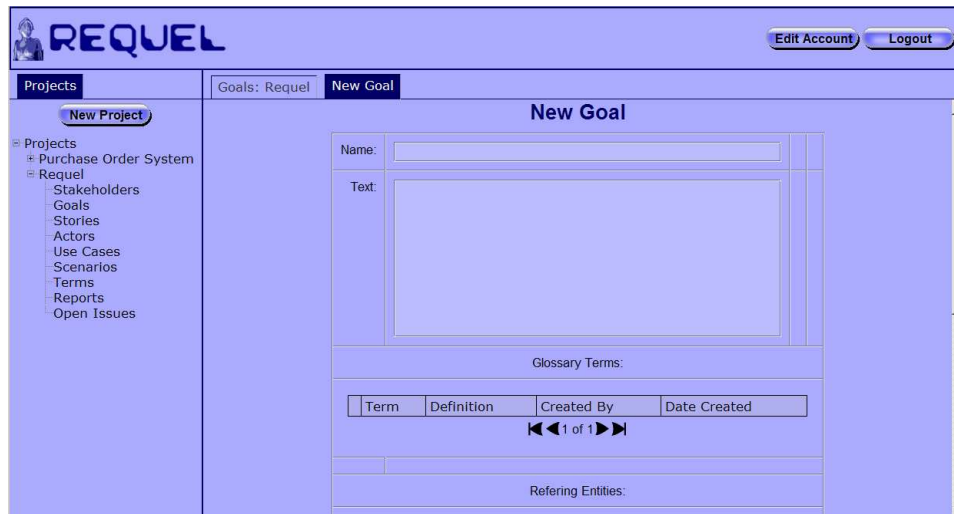 REQUEL
Edit Account Logout
Projects
Goals: Requel New Goal
New Project
New Goal
Projects
Purchase Order System
Requel
Stakeholders
Goals
Stories
Actors
Use Cases
Scenarios
Terms
Reports
Open Issues
Name:
Text:
Glossary Terms:
Term Definition Created By Date Created
1 of 1
Refering Entities: